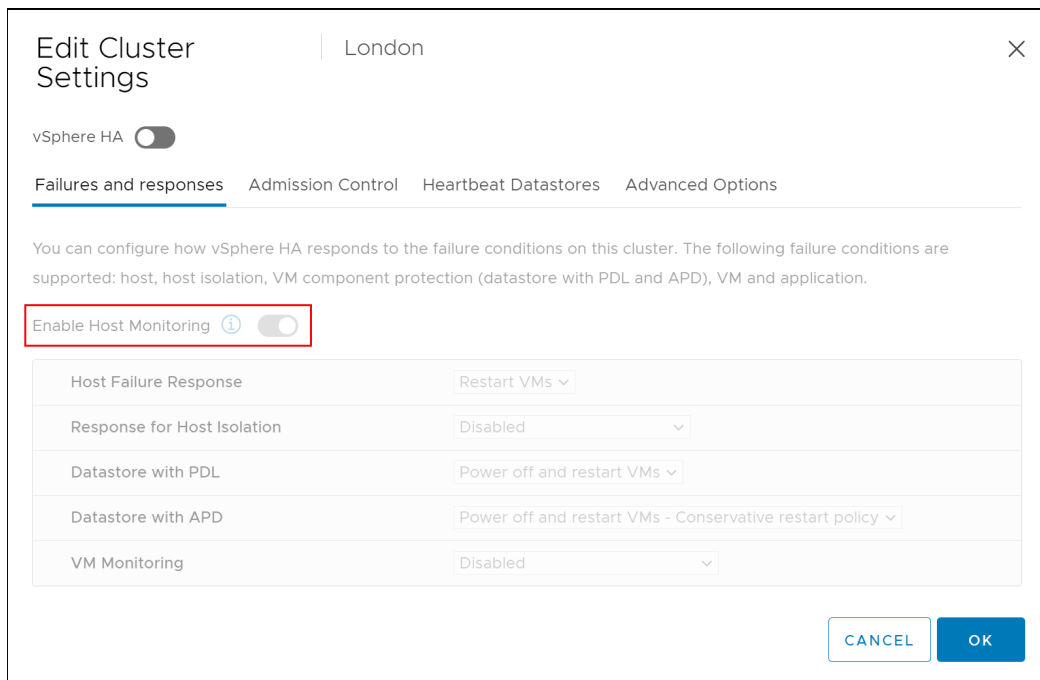 Edit Cluster
Settings
London
vSphere HA
Failures and responses Admission Control Heartbeat Datastores Advanced Options
You can configure how vSphere HA responds to the failure conditions on this cluster. The following failure conditions are
supported: host, host isolation, VM component protection (datastore with PDL and APD), VM and application.
Enable Host Monitoring
Host Failure Response Restart VMs
Response for Host Isolation Disabled
Datastore with PDL Power off and restart VMs
Datastore with APD Power off and restart VMs - Conservative restart policy
VM Monitoring Disabled
CANCEL OK